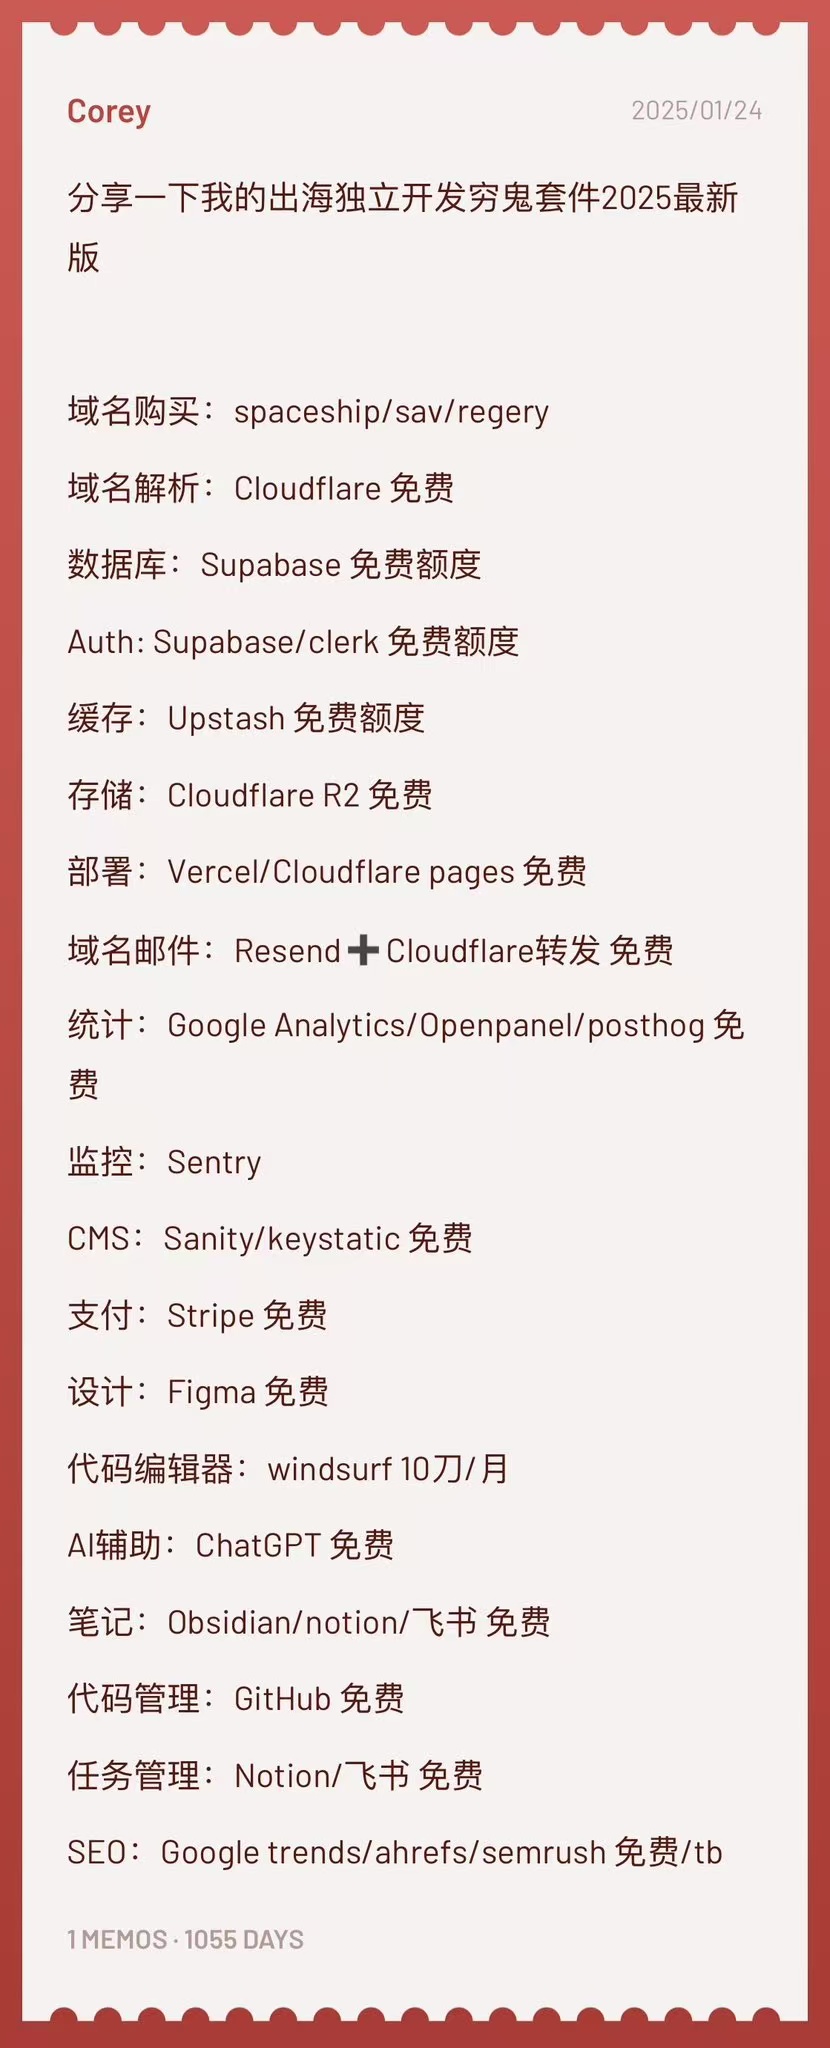 Corey
2025/01/24
分享一下我的出海独立开发穷鬼套件2025最新
版
域名购买：spaceship/sav/regery
域名解析：Cloudflare 免费
数据库：Supabase 免费额度
Auth: Supabase/clerk 免费额度
缓存：Upstash 免费额度
存储：Cloudflare R2 免费
部署：Vercel/Cloudflare pages 免费
域名邮件：Resend➕Cloudflare转发 免费
统计：Google Analytics/Openpanel/posthog 免
费
监控：Sentry
CMS：Sanity/keystatic 免费
支付：Stripe 免费
设计：Figma 免费
代码编辑器：windsurf 10刀/月
AI辅助：ChatGPT 免费
笔记：Obsidian/notion/飞书 免费
代码管理：GitHub 免费
任务管理：Notion/飞书 免费
SEO：Google trends/ahrefs/semrush 免费/tb
1 MEMOS · 1055 DAYS